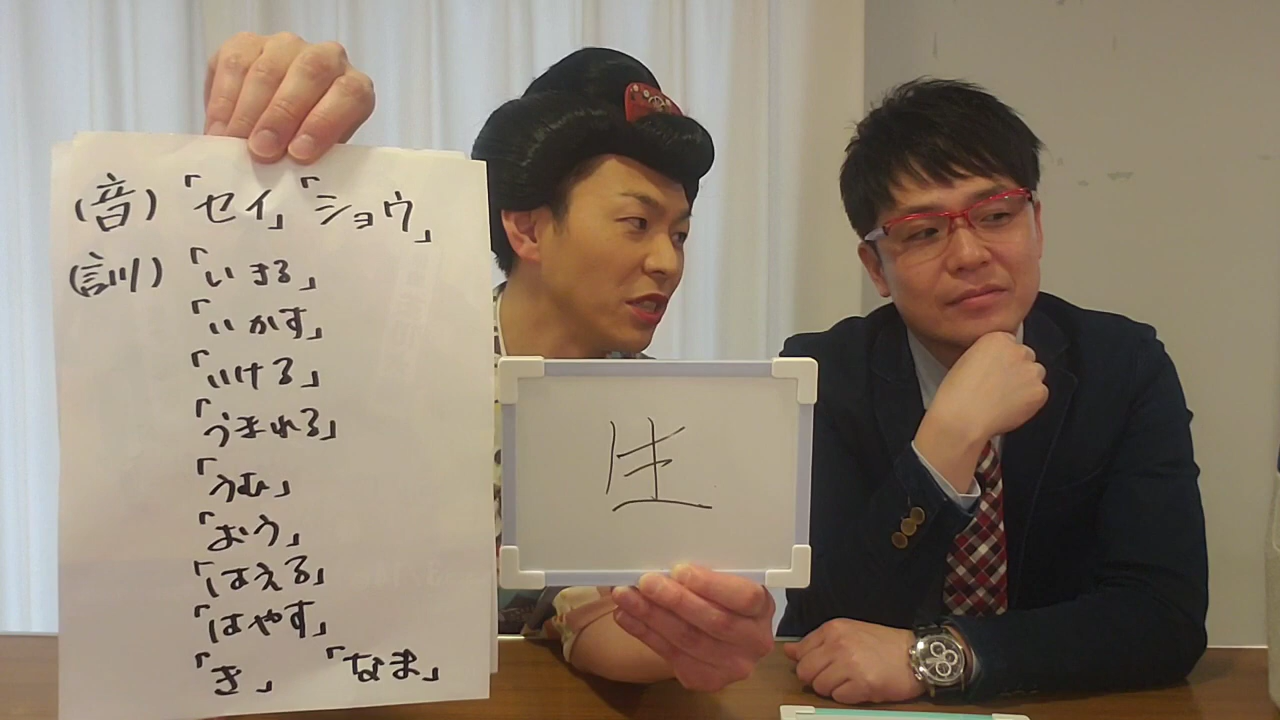 (音)「セイ」「ショウ」
(訓)「いきる」
「いかす」
「いける」
「うまれる」
「うむ」
「おう」
「はえる」
「はやす」
「き」「なま」
生